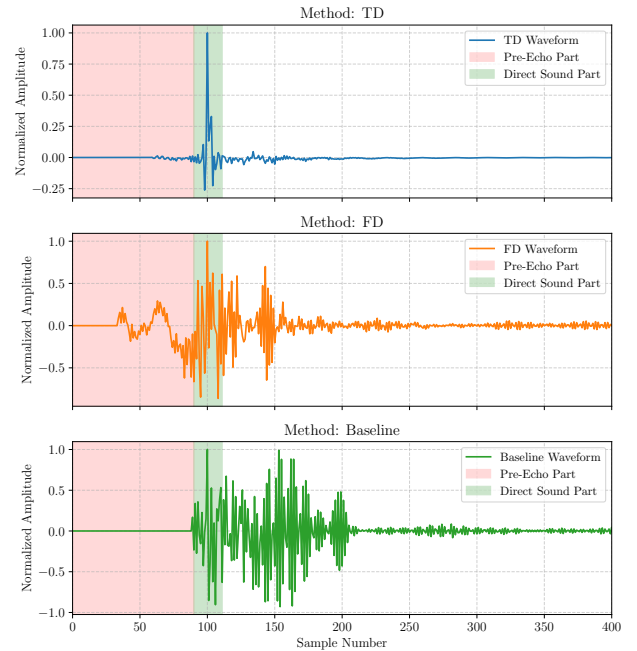 Method: TD
Normalized Amplitude
1.00
0.75
0.50
0.25
0.00
−0.25
TD Waveform
Pre-Echo Part
Direct Sound Part
Method: FD
Normalized Amplitude
1.0
0.5
0.0
−0.5
FD Waveform
Pre-Echo Part
Direct Sound Part
Method: Baseline
Normalized Amplitude
1.0
0.5
0.0
−0.5
−1.0
Baseline Waveform
Pre-Echo Part
Direct Sound Part
0 50 100 150 200 250 300 350 400
Sample Number